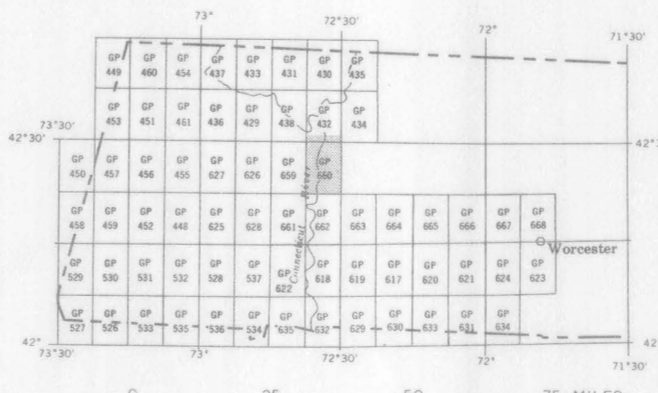 73° 72°30' 72° 71°30'
GP 449 GP 460 GP 454 GP 437 GP 433 GP 431 GP 430 GP 435
GP 453 GP 451 GP 461 GP 436 GP 429 GP 438 GP 432 GP 434
73°30' 42°30' 42°30'
GP 450 GP 457 GP 456 GP 455 GP 627 GP 626 GP 659 GP 660
GP 458 GP 459 GP 452 GP 448 GP 625 GP 628 GP 661 GP 662 GP 663 GP 664 GP 665 GP 666 GP 667 GP 668
Connecticut River
Worcester
GP 529 GP 530 GP 531 GP 532 GP 528 GP 537 GP 622 GP 618 GP 619 GP 617 GP 620 GP 621 GP 624 GP 623
GP 527 GP 526 GP 533 GP 535 GP 536 GP 534 GP 635 GP 632 GP 629 GP 630 GP 633 GP 631 GP 634
42° 42°
73°30' 73° 72°30' 72° 71°30'